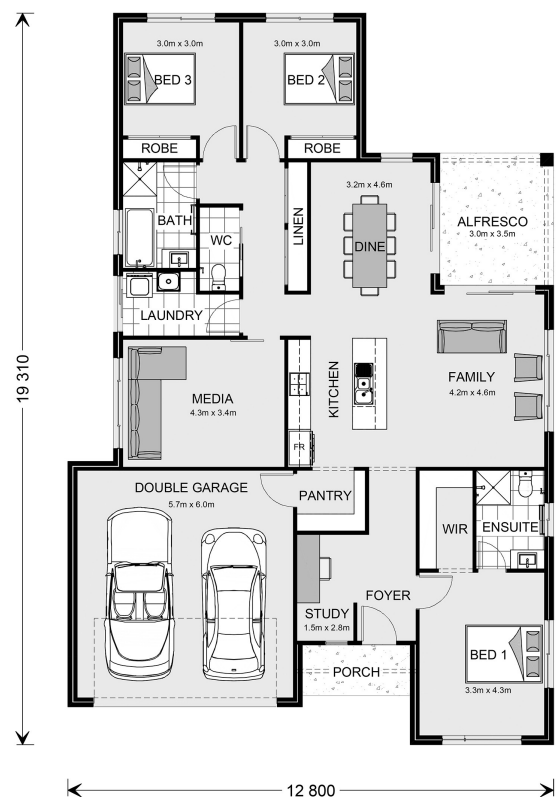 3.0m x 3.0m
BED 3
3.0m x 3.0m
BED 2
ROBE
ROBE
3.2m x 4.6m
BATH
WC
LINEN
DINE
ALFRESCO
3.0m x 3.5m
LAUNDRY
19 310
MEDIA
4.3m x 3.4m
KITCHEN
FAMILY
4.2m x 4.6m
FR
DOUBLE GARAGE
5.7m x 6.0m
PANTRY
WIR
ENSUITE
FOYER
STUDY
1.5m x 2.8m
BED 1
3.3m x 4.3m
PORCH
12 800